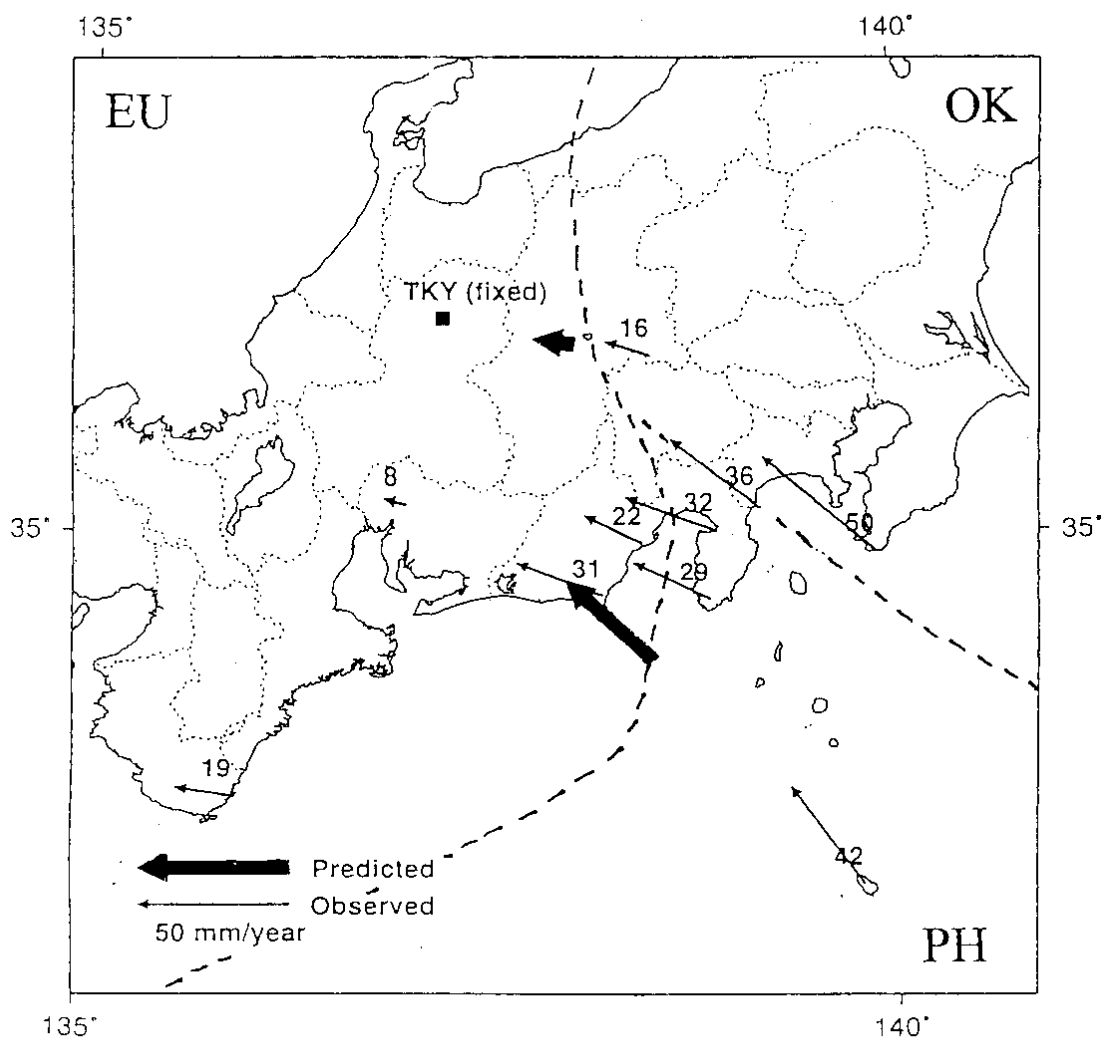 135° 140°
EU OK
TKY (fixed)
16
36
8
32
50
22
35° 35°
31 29
19
42
Predicted
Observed
50 mm/year
PH
135° 140°